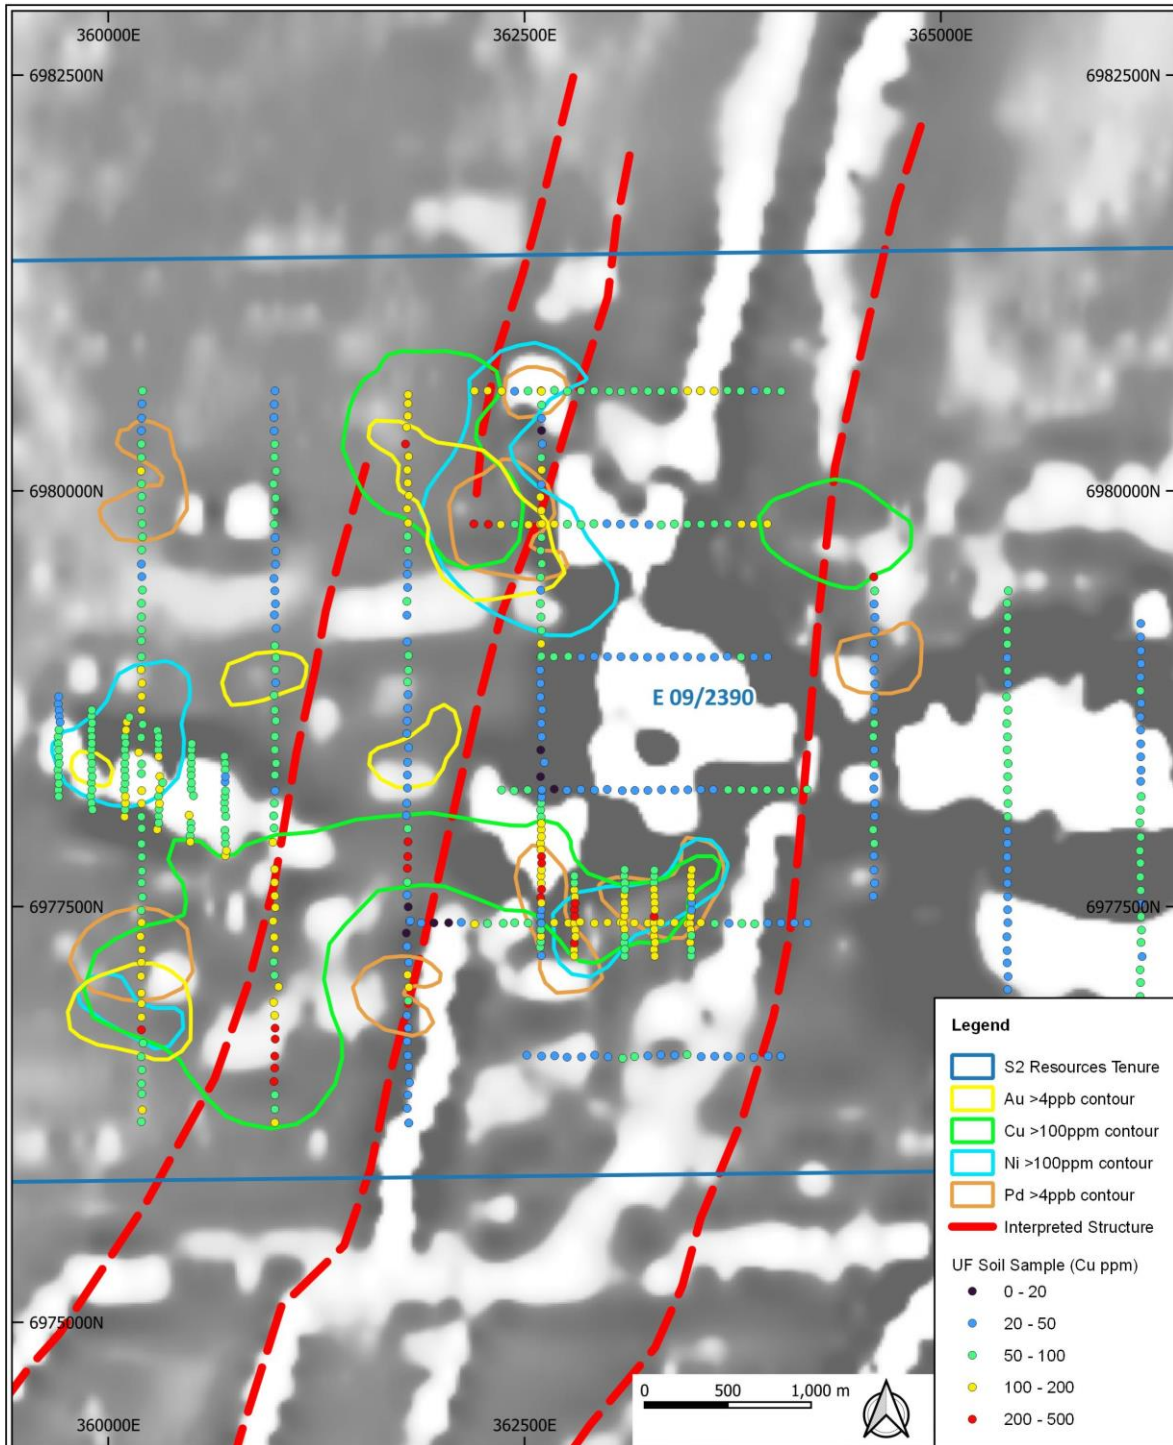 360000E 362500E 365000E
6982500N 6982500N
6980000N 6980000N
E 09/2390
6977500N 6977500N
Legend
S2 Resources Tenure
Au >4ppb contour
Cu >100ppm contour
Ni >100ppm contour
Pd >4ppb contour
Interpreted Structure
UF Soil Sample (Cu ppm)
0 - 20
20 - 50
50 - 100
100 - 200
200 - 500
6975000N
0 500 1,000 m
360000E 362500E